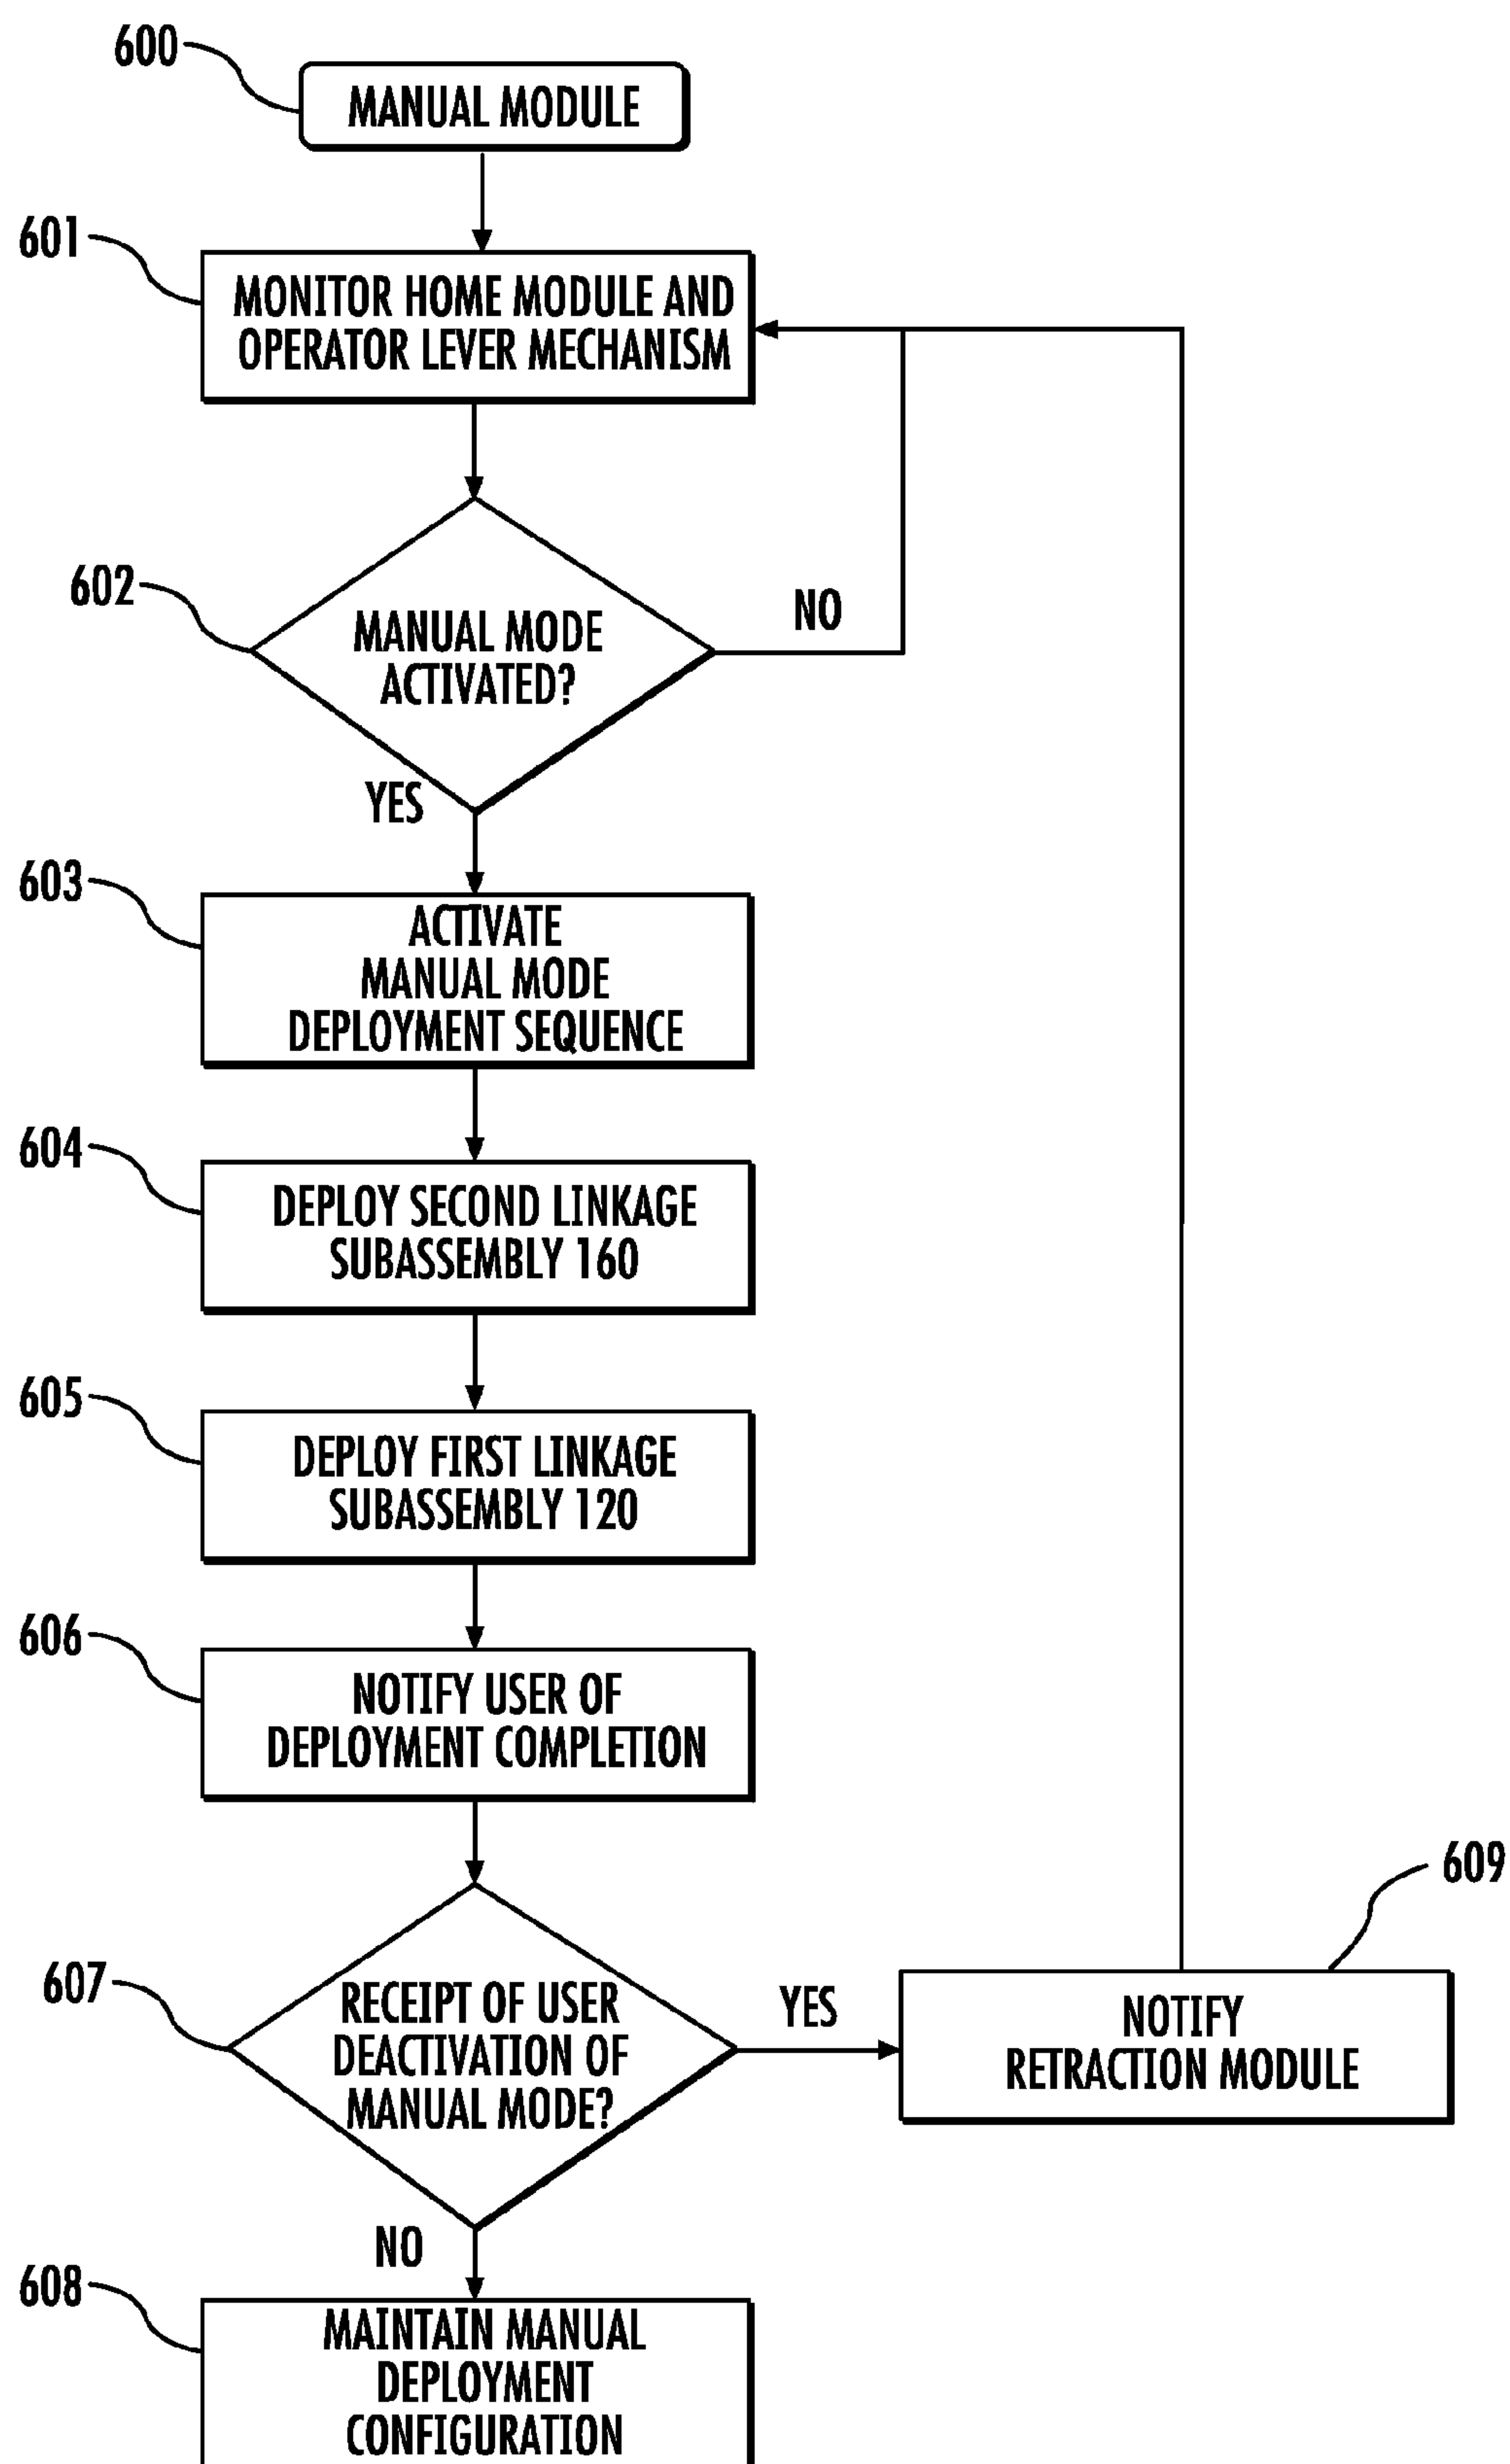 600
MANUAL MODULE
601
MONITOR HOME MODULE AND
OPERATOR LEVER MECHANISM
602
MANUAL MODE
ACTIVATED?
NO
YES
603
ACTIVATE
MANUAL MODE
DEPLOYMENT SEQUENCE
604
DEPLOY SECOND LINKAGE
SUBASSEMBLY 160
605
DEPLOY FIRST LINKAGE
SUBASSEMBLY 120
606
NOTIFY USER OF
DEPLOYMENT COMPLETION
607
RECEIPT OF USER
DEACTIVATION OF
MANUAL MODE?
YES
609
NOTIFY
RETRACTION MODULE
NO
608
MAINTAIN MANUAL
DEPLOYMENT
CONFIGURATION